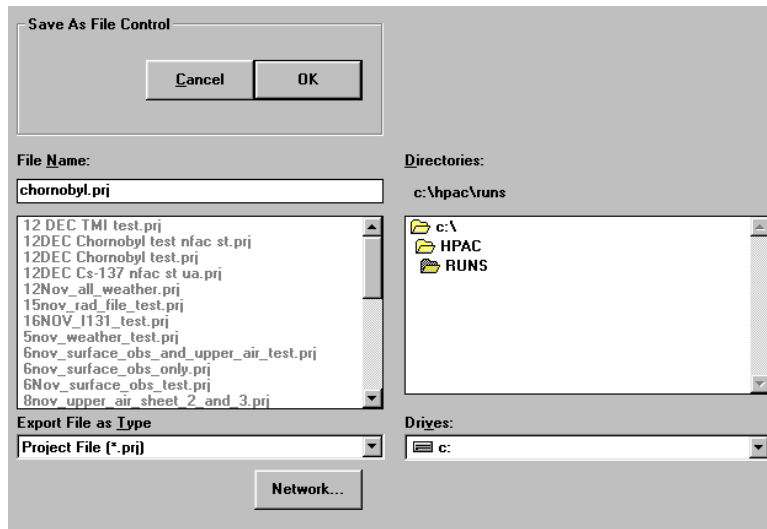 Save As File Control
Cancel
OK
File Name:
chornobyl.prj
12 DEC TMI test.prj
12DEC Chornobyl test nfac st.prj
12DEC Chornobyl test.prj
12DEC Cs-137 nfac st ua.prj
12Nov_all_weather.prj
15nov_rad_file_test.prj
16NOV_I131_test.prj
5nov_weather_test.prj
6nov_surface_obs_and_upper_air_test.prj
6nov_surface_obs_only.prj
6Nov_surface_obs_test.prj
8nov_upper_air_sheet_2_and_3.prj
Export File as Type
Project File (*.prj)
Network...
Directories:
c:\hpac\runs
c:\
HPAC
RUNS
Drives:
c: